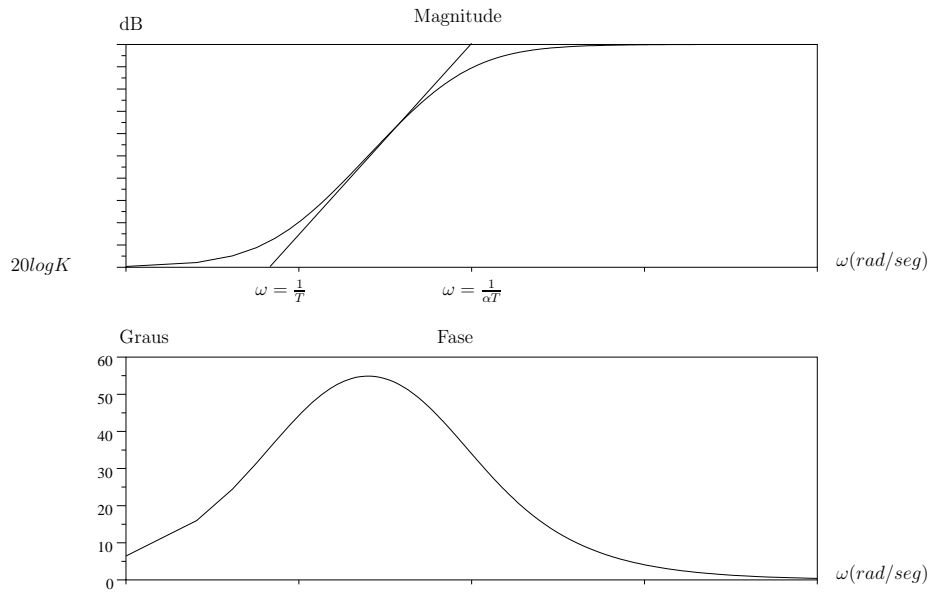 Magnitude
dB
20logK
ω(rad/seg)
ω = 1/T
ω = 1/αT
Graus
Fase
60
50
40
30
20
10
0
ω(rad/seg)